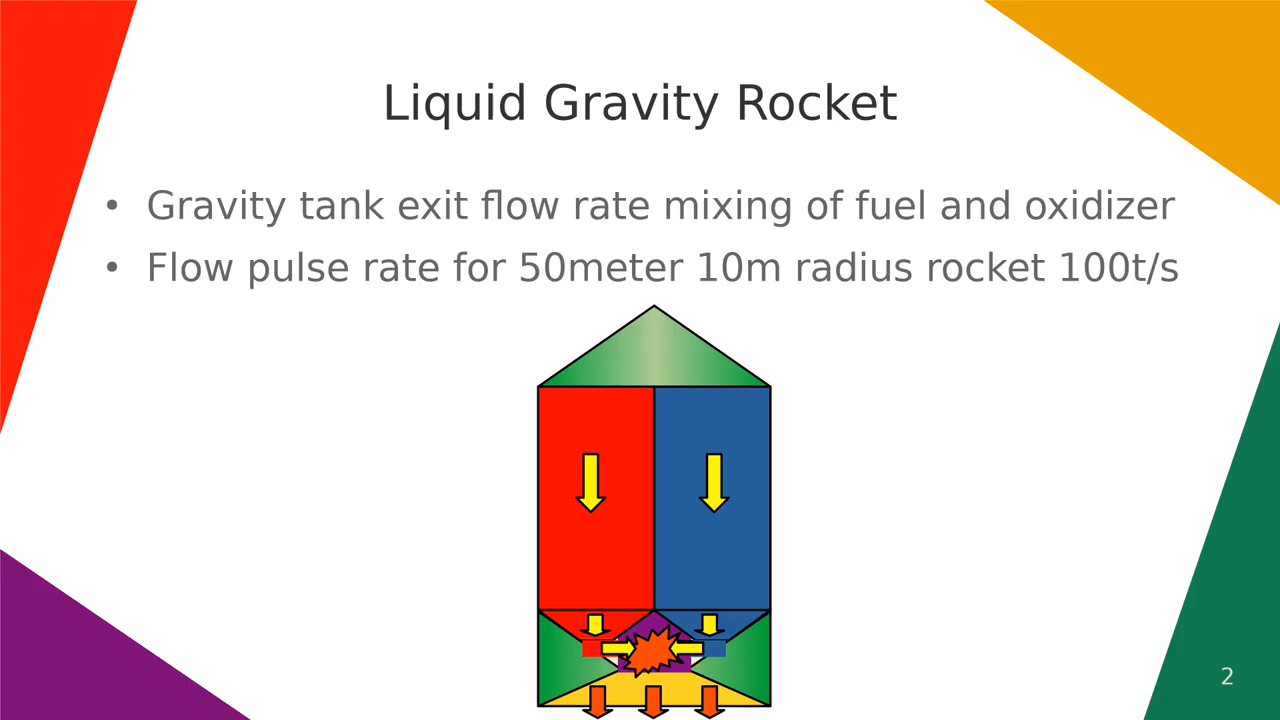 Liquid Gravity Rocket
• Gravity tank exit flow rate mixing of fuel and oxidizer
• Flow pulse rate for 50meter 10m radius rocket 100t/s
2